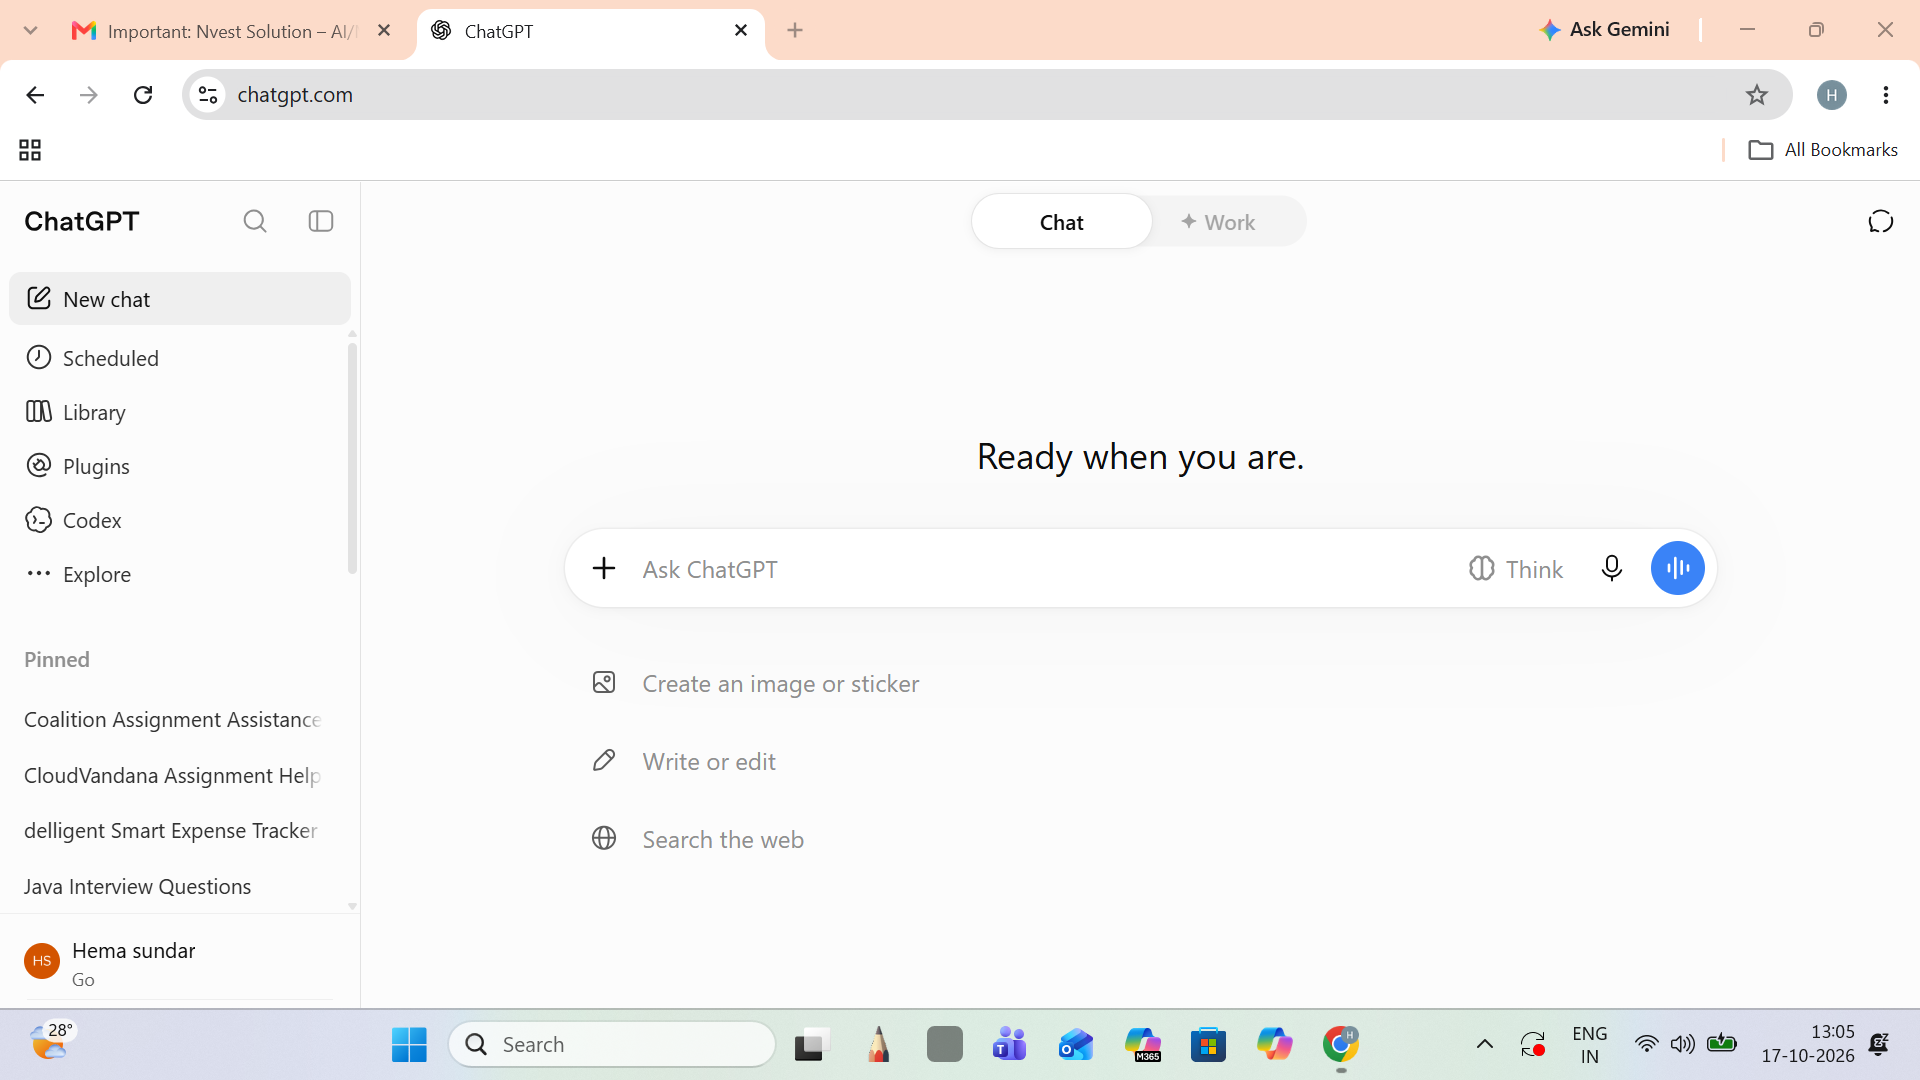 Important: Nvest Solution – AI/
ChatGPT
Ask Gemini
chatgpt.com
H
All Bookmarks
ChatGPT
Chat
Work
New chat
Scheduled
Library
Plugins
Codex
Explore
Ready when you are.
Ask ChatGPT
Think
Create an image or sticker
Write or edit
Search the web
Pinned
Coalition Assignment Assistance
CloudVandana Assignment Help
delligent Smart Expense Tracker
Java Interview Questions
HS
Hema sundar
Go
28°
Search
T
O
M365
H
ENG
IN
13:05
17-10-2026